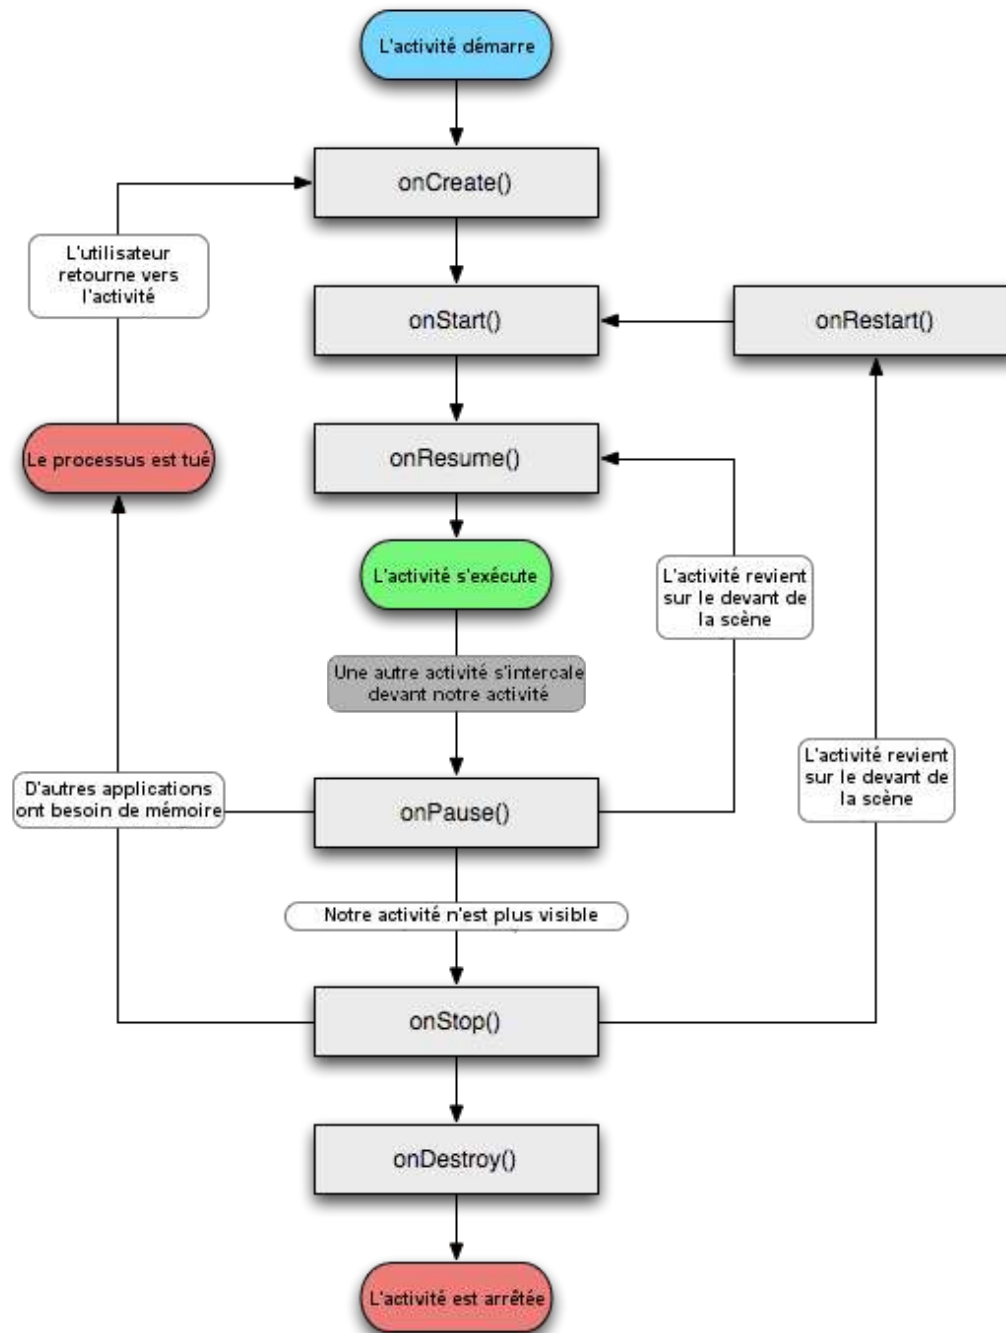 L'activité démarre
onCreate()
L'utilisateur
retourne vers
l'activité
onStart()
onRestart()
Le processus est tué
onResume()
L'activité s'exécute
L'activité revient
sur le devant de
la scène
Une autre activité s'intercale
devant notre activité
L'activité revient
sur le devant de
la scène
D'autres applications
ont besoin de mémoire
onPause()
Notre activité n'est plus visible
onStop()
onDestroy()
L'activité est arrêtée